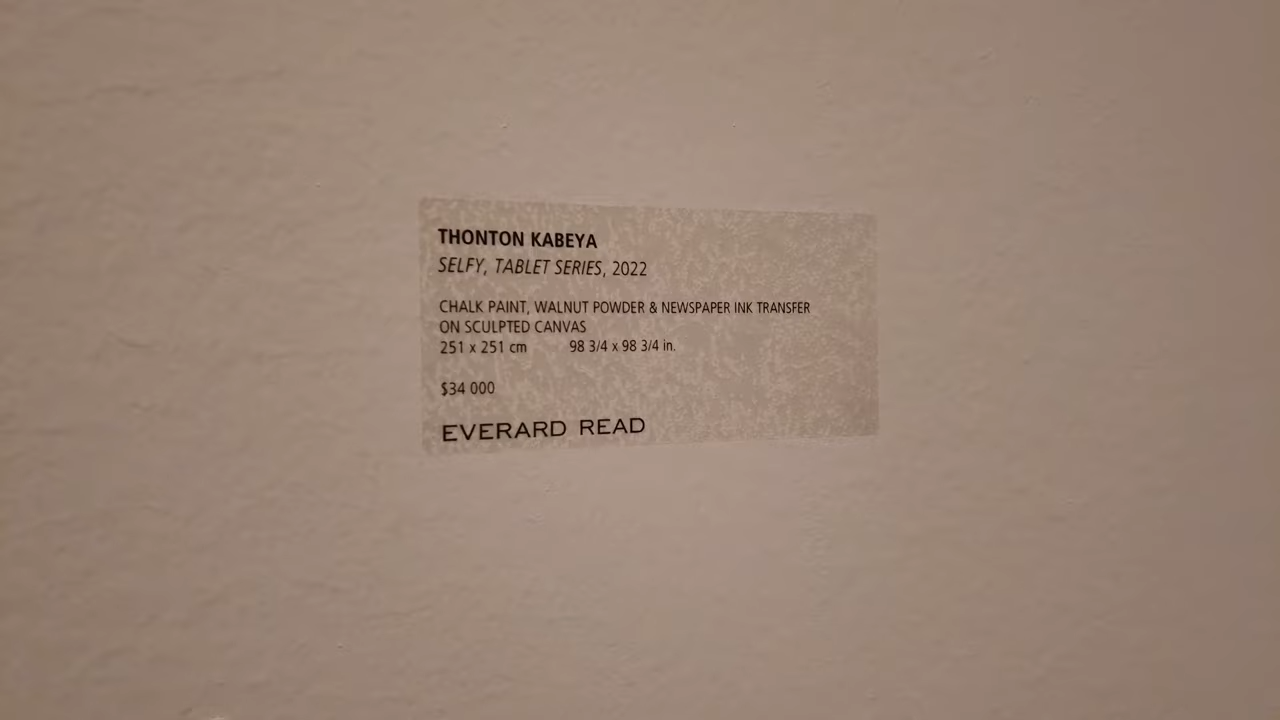 THONTON KABEYA
SELFY, TABLET SERIES, 2022
CHALK PAINT, WALNUT POWDER & NEWSPAPER INK TRANSFER
ON SCULPTED CANVAS
251 x 251 cm 98 3/4 x 98 3/4 in.
$34 000
EVERARD READ